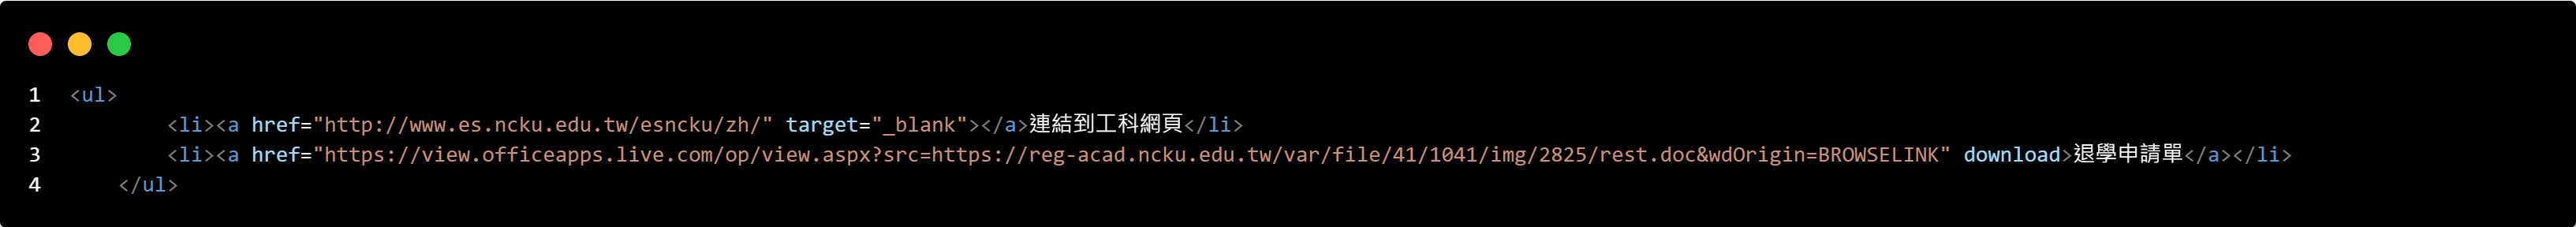 1 <ul>
2 <li><a href="http://www.es.ncku.edu.tw/esncku/zh/" target="_blank"></a>連結到工科網頁</li>
3 <li><a href="https://view.officeapps.live.com/op/view.aspx?src=https://reg-acad.ncku.edu.tw/var/file/41/1041/img/2825/rest.doc&wdOrigin=BROWSELINK" download>退學申請單</a></li>
4 </ul>